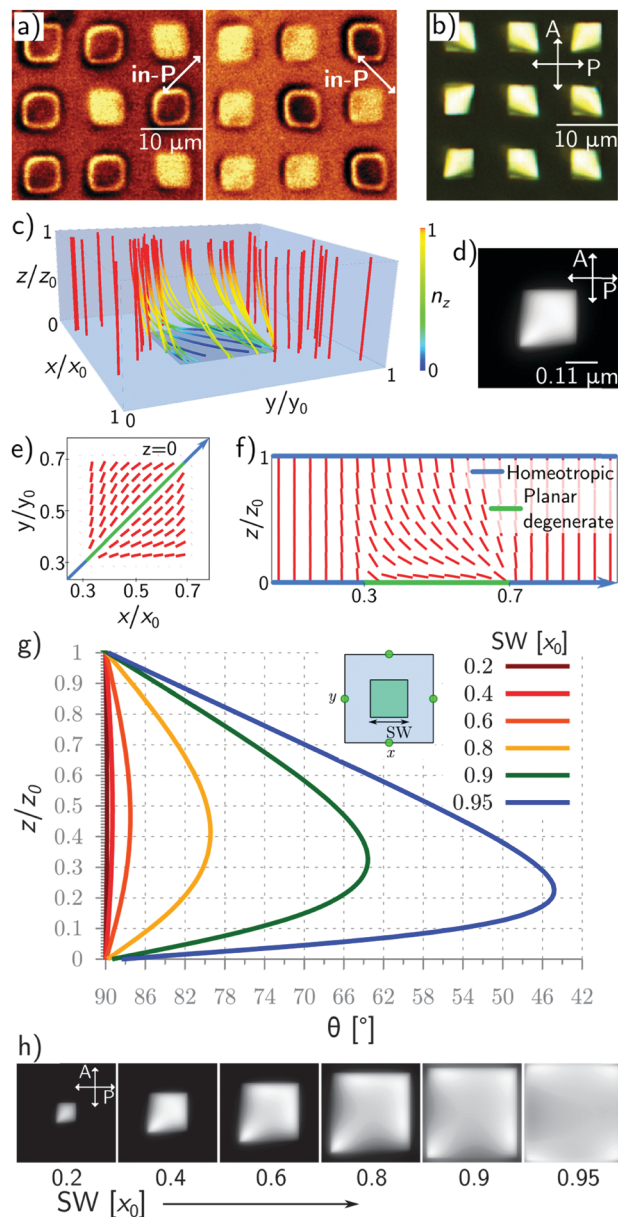 a)
in-P
10 μm
in-P
b)
A
P
10 μm
c)
1
z/z0
0
x/x0
1
0
y/y0
1
1
nz
0
d)
A
P
0.11 μm
e)
z=0
0.7
y/y0
0.5
0.3
0.3
0.5
0.7
x/x0
f)
1
z/z0
0
0.3
0.7
Homeotropic
Planar
degenerate
g)
1
0.9
0.8
0.7
0.6
0.5
0.4
0.3
0.2
0.1
0
z/z0
90 86 82 78 74 70 66 62 58 54 50 46 42
θ [°]
y
SW
x
SW [x0]
0.2
0.4
0.6
0.8
0.9
0.95
h)
A
P
0.2 0.4 0.6 0.8 0.9 0.95
SW [x0]